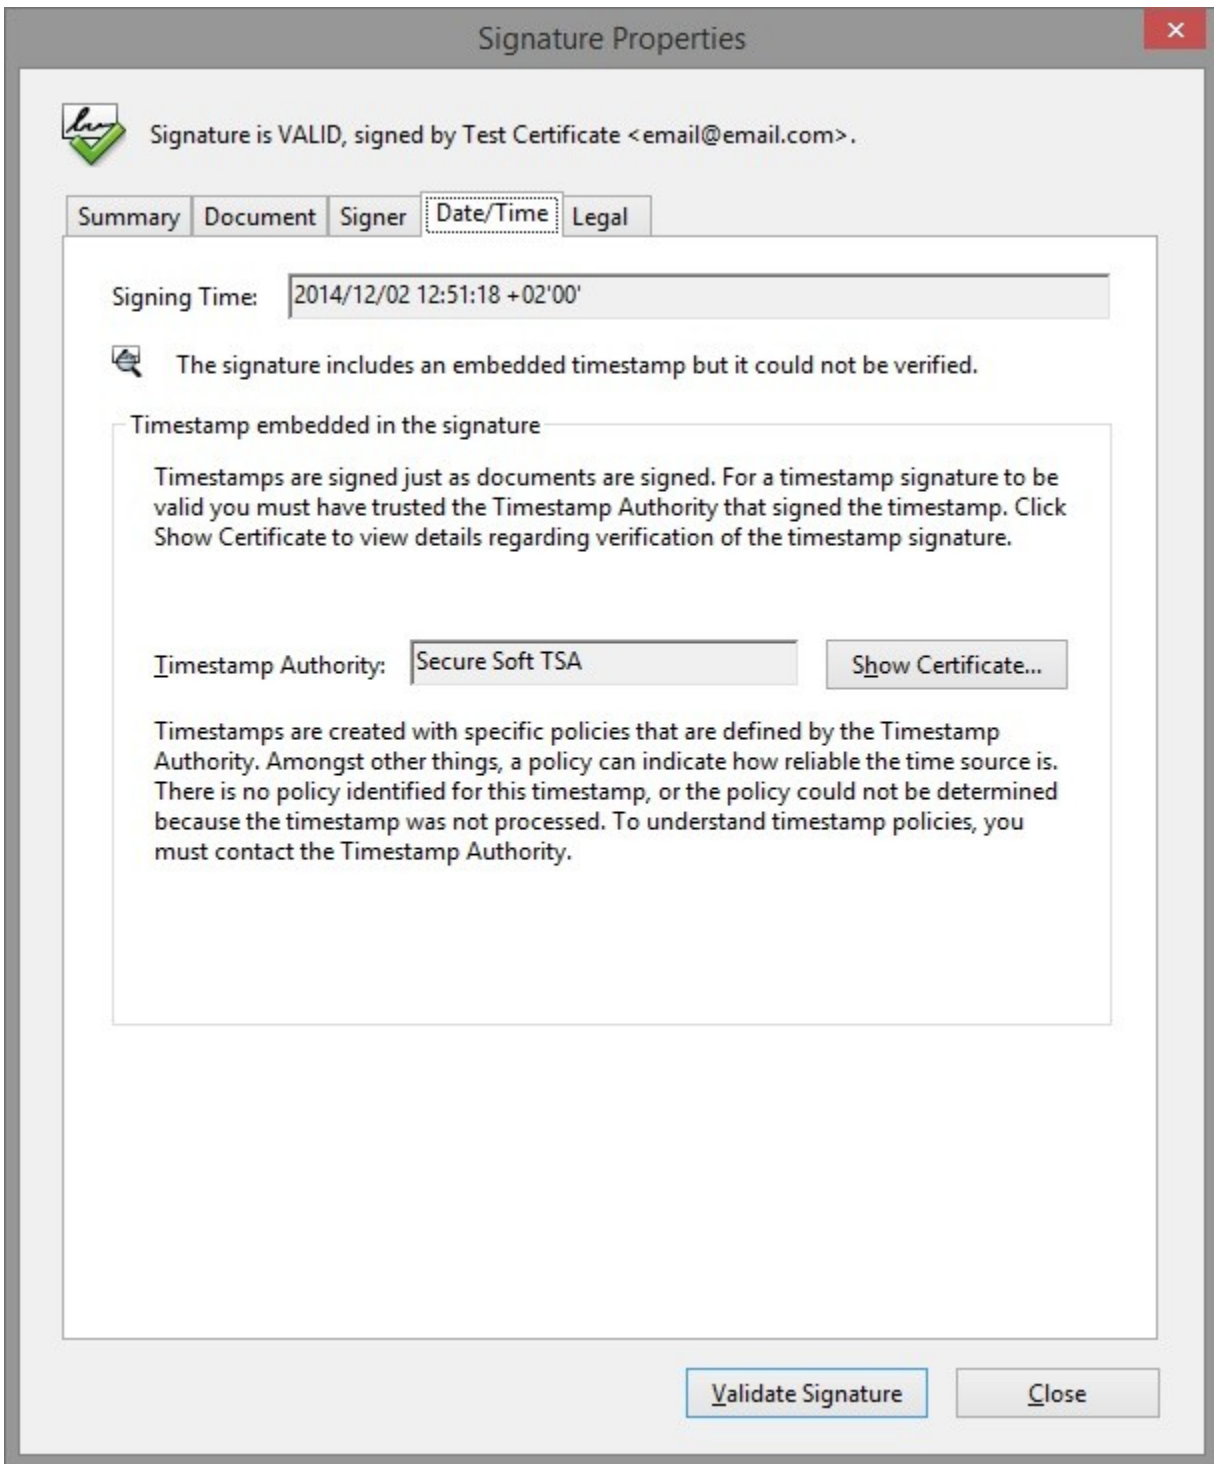 Signature Properties
Signature is VALID, signed by Test Certificate <email@email.com>.
Summary Document Signer Date/Time Legal
Signing Time: 2014/12/02 12:51:18 +02'00'
The signature includes an embedded timestamp but it could not be verified.
Timestamp embedded in the signature
Timestamps are signed just as documents are signed. For a timestamp signature to be
valid you must have trusted the Timestamp Authority that signed the timestamp. Click
Show Certificate to view details regarding verification of the timestamp signature.
Timestamp Authority: Secure Soft TSA Show Certificate...
Timestamps are created with specific policies that are defined by the Timestamp
Authority. Amongst other things, a policy can indicate how reliable the time source is.
There is no policy identified for this timestamp, or the policy could not be determined
because the timestamp was not processed. To understand timestamp policies, you
must contact the Timestamp Authority.
Validate Signature Close